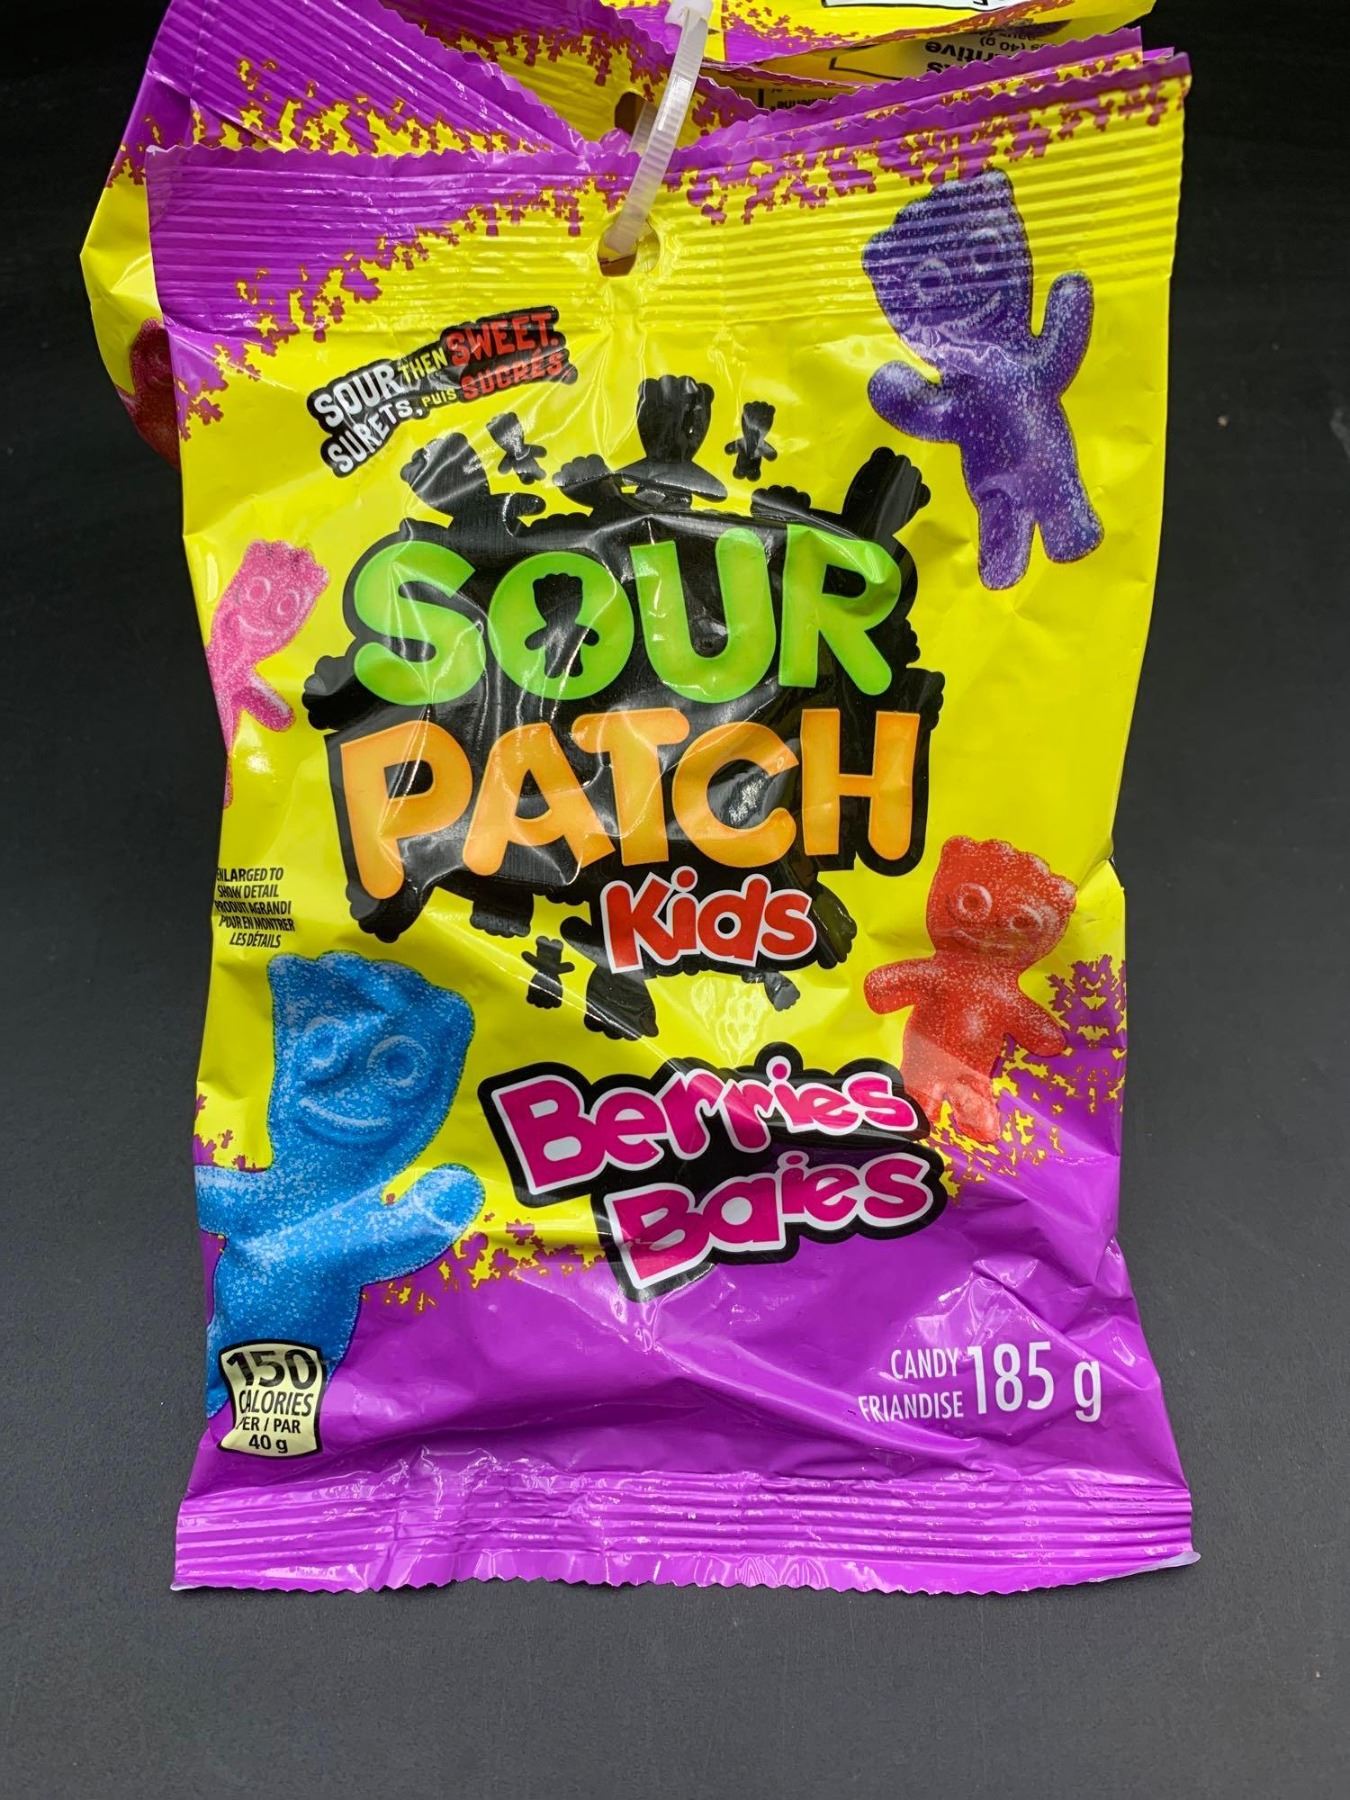 SOUR THEN SWEET.
SURETS, PUIS SUCRÉS.
SOUR
PATCH
Kids
ENLARGED TO
SHOW DETAIL
PRODUIT AGRANDI
POUR EN MONTRER
LES DÉTAILS
Berries
Baies
150
CALORIES
PER / PAR
40 g
CANDY
FRIANDISE
185 g